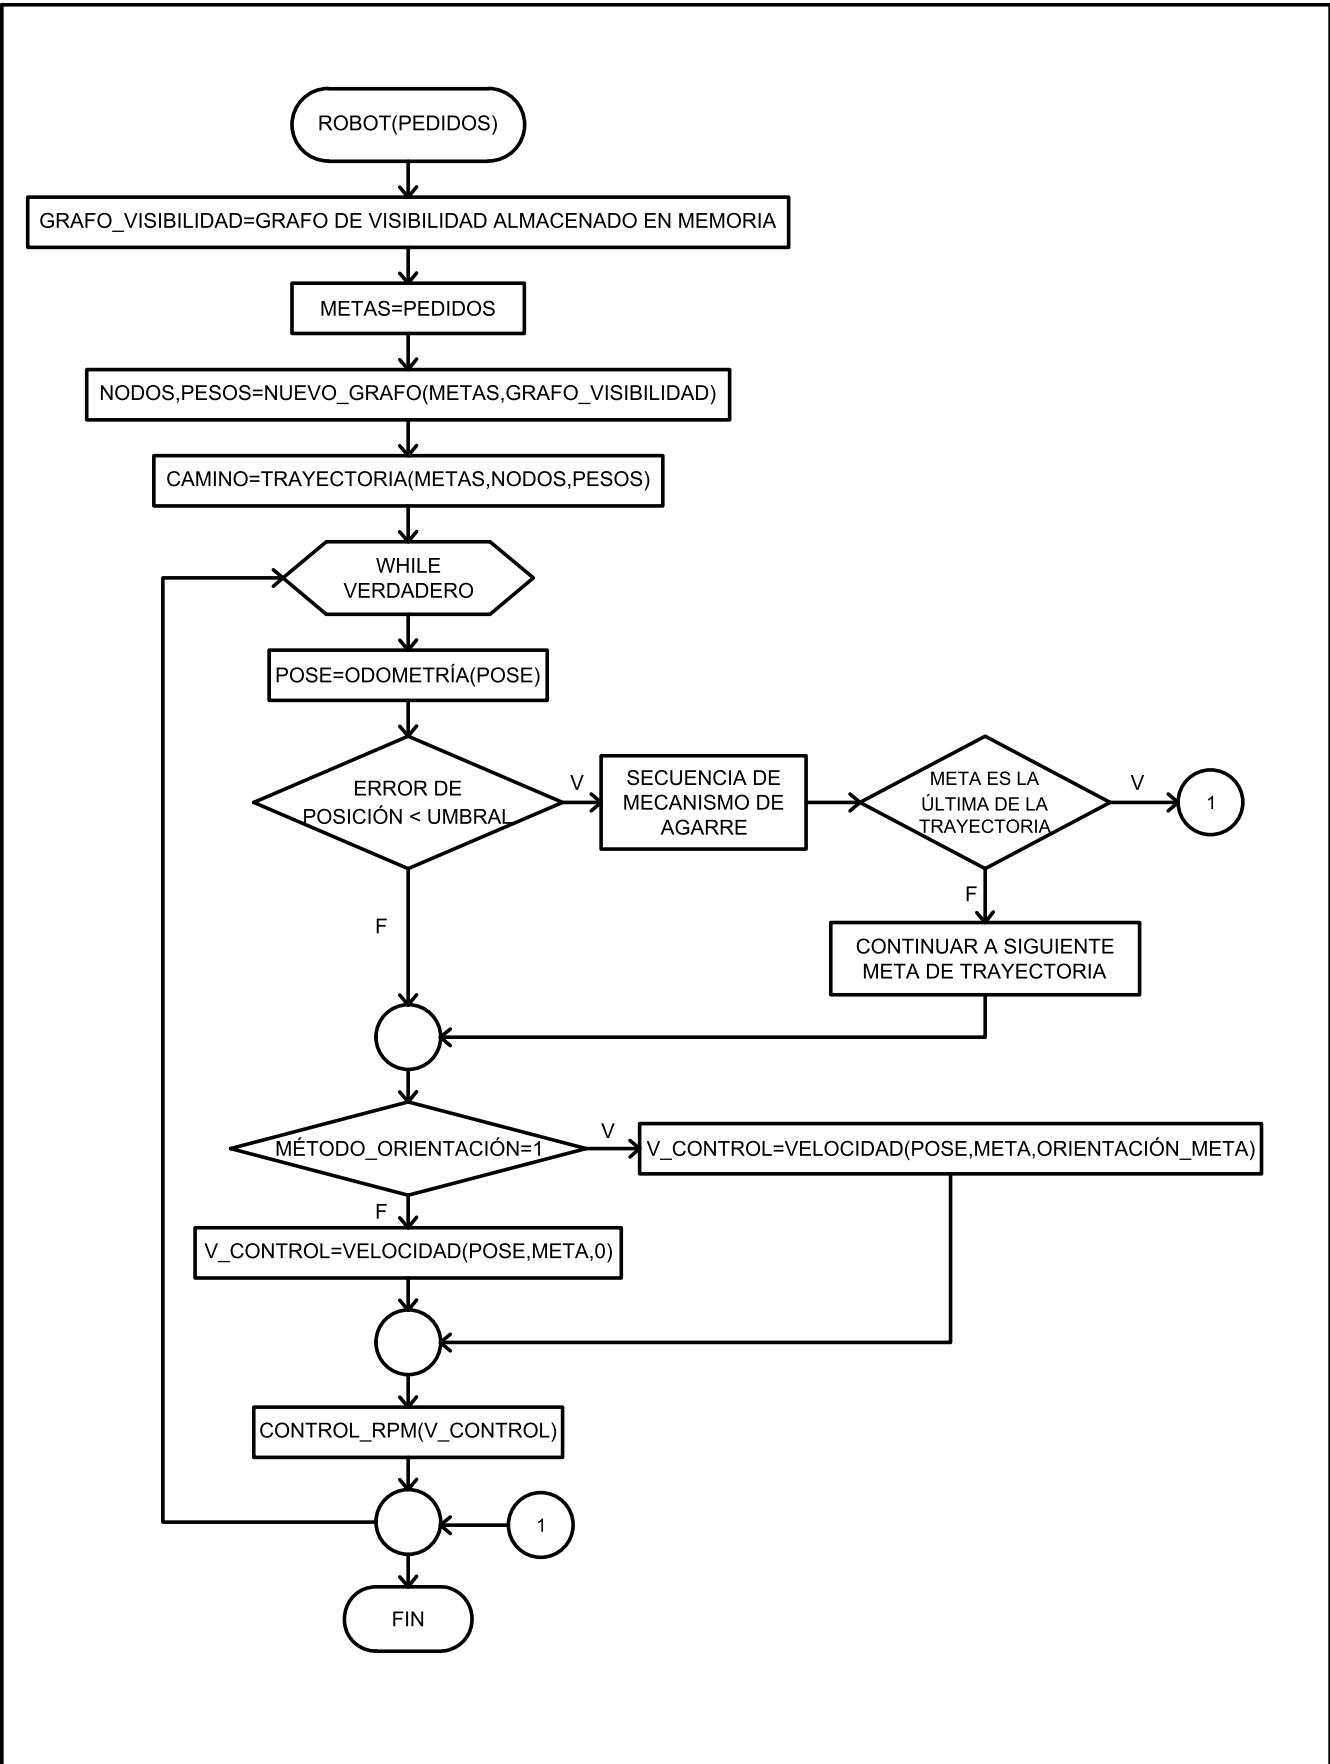 ROBOT(PEDIDOS)
GRAFO_VISIBILIDAD=GRAFO DE VISIBILIDAD ALMACENADO EN MEMORIA
METAS=PEDIDOS
NODOS,PESOS=NUEVO_GRAFO(METAS,GRAFO_VISIBILIDAD)
CAMINO=TRAYECTORIA(METAS,NODOS,PESOS)
WHILE
VERDADERO
POSE=ODOMETRÍA(POSE)
ERROR DE
POSICIÓN < UMBRAL
V
SECUENCIA DE
MECANISMO DE
AGARRE
META ES LA
ÚLTIMA DE LA
TRAYECTORIA
V
1
F
F
CONTINUAR A SIGUIENTE
META DE TRAYECTORIA
MÉTODO_ORIENTACIÓN=1
V
V_CONTROL=VELOCIDAD(POSE,META,ORIENTACIÓN_META)
F
V_CONTROL=VELOCIDAD(POSE,META,0)
CONTROL_RPM(V_CONTROL)
1
FIN